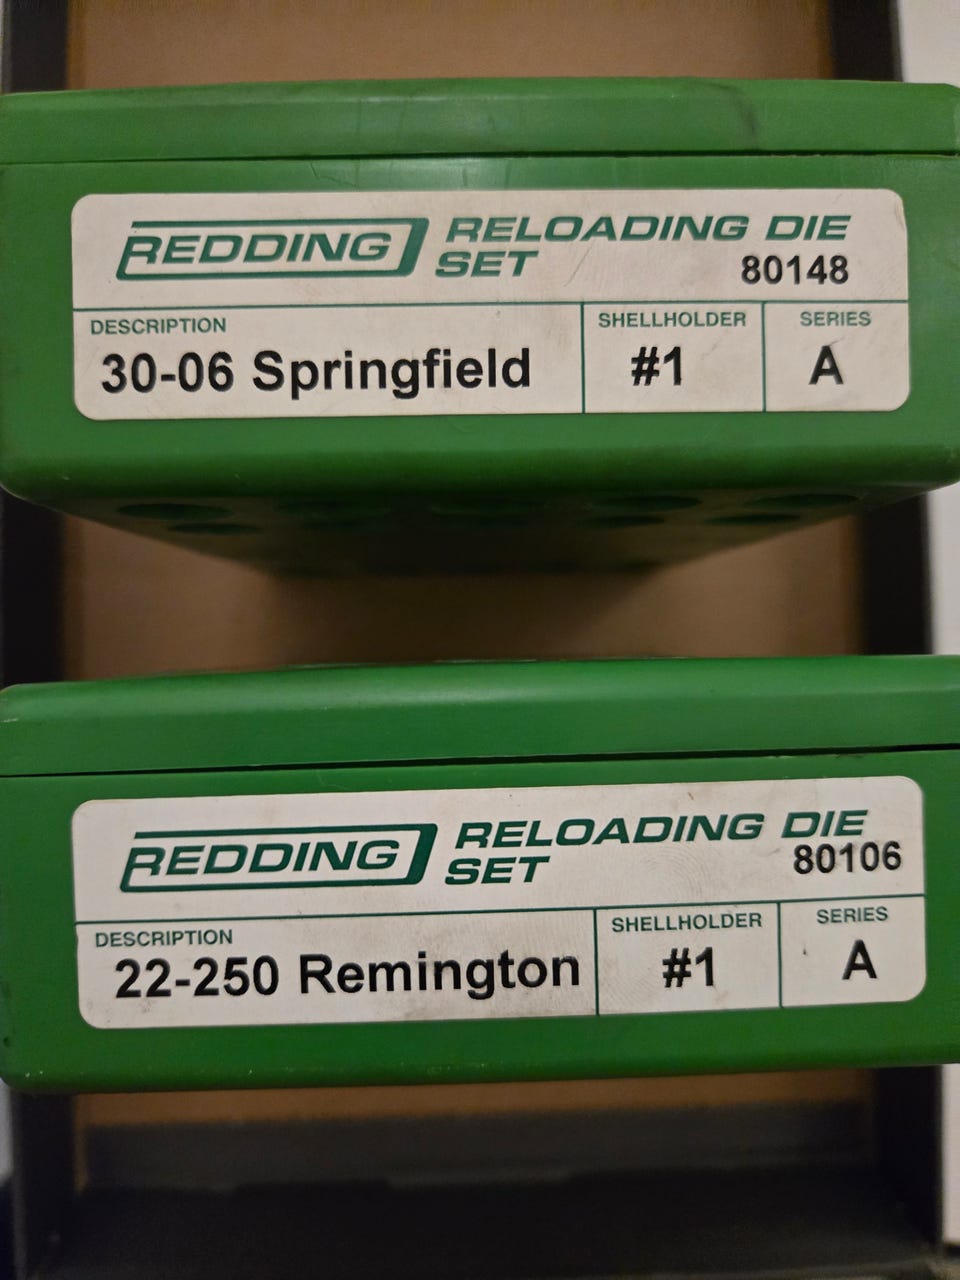 REDDING RELOADING DIE
SET 80148
DESCRIPTION SHELLHOLDER SERIES
30-06 Springfield #1 A
REDDING RELOADING DIE
SET 80106
DESCRIPTION SHELLHOLDER SERIES
22-250 Remington #1 A